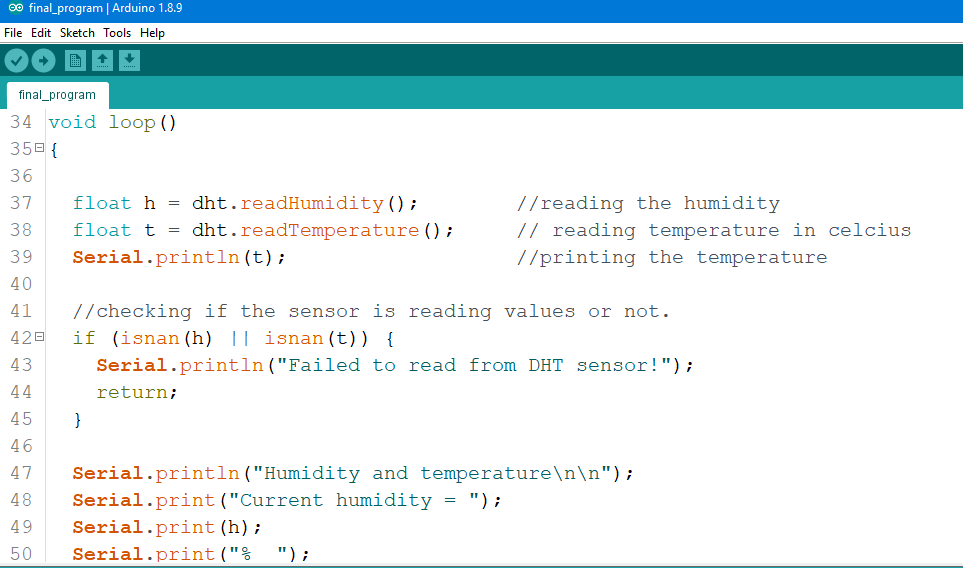 final_program | Arduino 1.8.9
File Edit Sketch Tools Help
final_program
34 void loop()
35 {
36
37 float h = dht.readHumidity(); //reading the humidity
38 float t = dht.readTemperature(); // reading temperature in celcius
39 Serial.println(t); //printing the temperature
40
41 //checking if the sensor is reading values or not.
42 if (isnan(h) || isnan(t)) {
43 Serial.println("Failed to read from DHT sensor!");
44 return;
45 }
46
47 Serial.println("Humidity and temperature\n\n");
48 Serial.print("Current humidity = ");
49 Serial.print(h);
50 Serial.print("%  ");